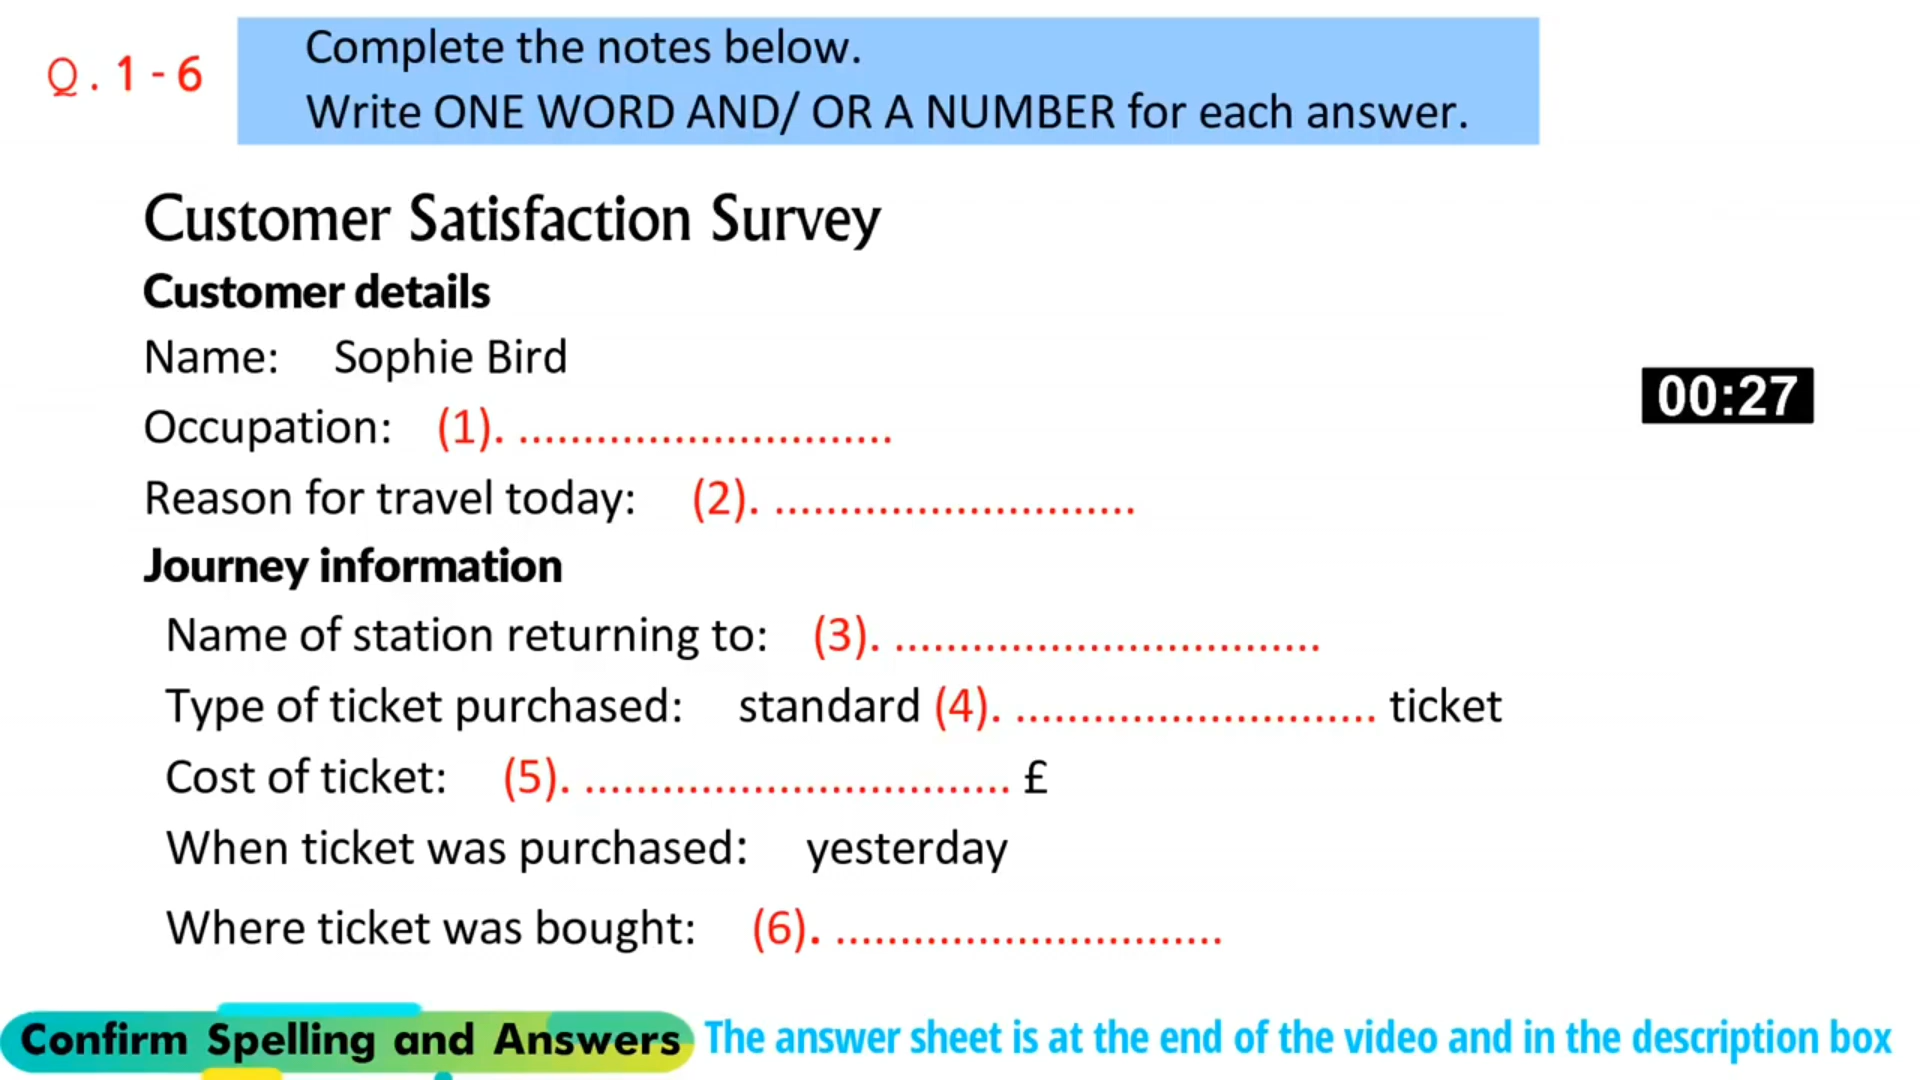 Q. 1 - 6
Complete the notes below.
Write ONE WORD AND/ OR A NUMBER for each answer.
Customer Satisfaction Survey
Customer details
Name: Sophie Bird
00:27
Occupation: (1). .............................
Reason for travel today: (2). ............................
Journey information
Name of station returning to: (3). .................................
Type of ticket purchased: standard (4). ............................ ticket
Cost of ticket: (5). ................................. £
When ticket was purchased: yesterday
Where ticket was bought: (6). ..............................
Confirm Spelling and Answers The answer sheet is at the end of the video and in the description box